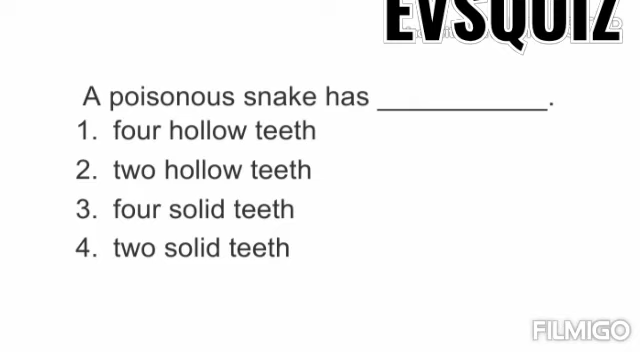 EVSQUIZ
A poisonous snake has ____________.
1. four hollow teeth
2. two hollow teeth
3. four solid teeth
4. two solid teeth
FILMIGO